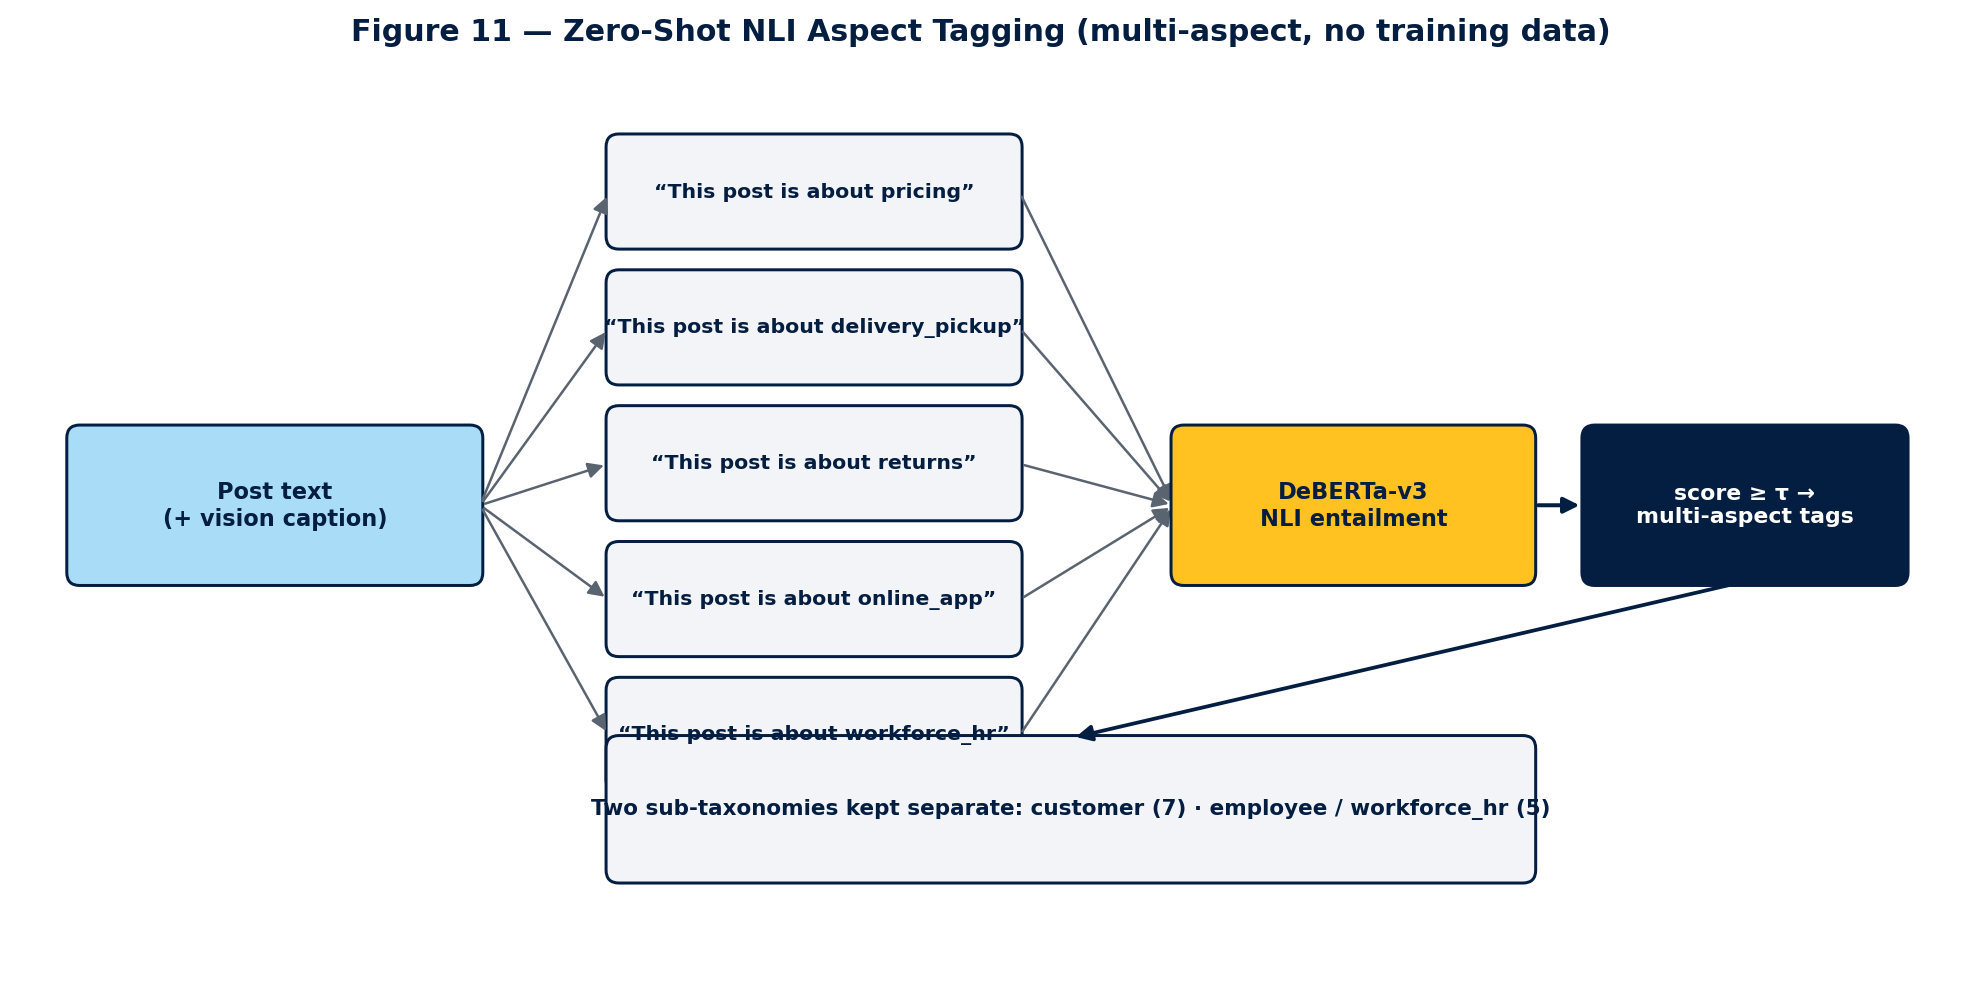 Figure 11 — Zero-Shot NLI Aspect Tagging (multi-aspect, no training data)
“This post is about pricing”
“This post is about delivery_pickup”
“This post is about returns”
“This post is about online_app”
“This post is about workforce_hr”
Post text
(+ vision caption)
DeBERTa-v3
NLI entailment
score ≥ τ →
multi-aspect tags
Two sub-taxonomies kept separate: customer (7) · employee / workforce_hr (5)